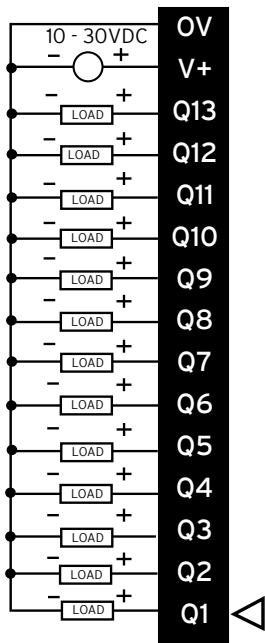 0V
10 - 30VDC
- + V+
- LOAD + Q13
- LOAD + Q12
- LOAD + Q11
- LOAD + Q10
- LOAD + Q9
- LOAD + Q8
- LOAD + Q7
- LOAD + Q6
- LOAD + Q5
- LOAD + Q4
- LOAD + Q3
- LOAD + Q2
- LOAD + Q1